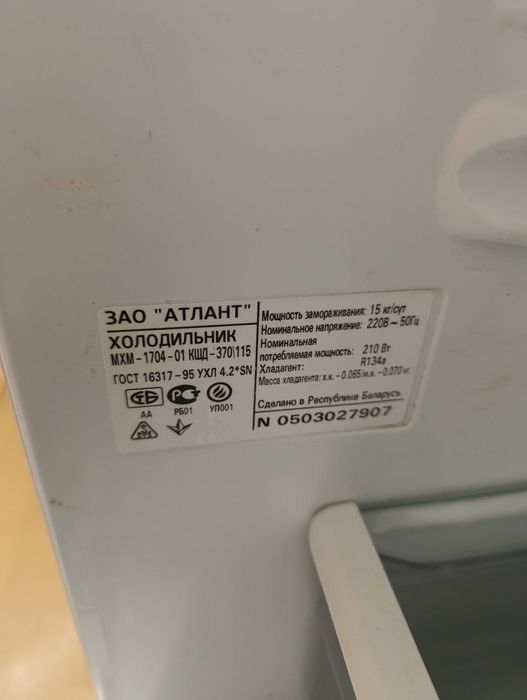 ЗАО "АТЛАНТ"
ХОЛОДИЛЬНИК
МХМ-1704-01 КШД-370\115
ГОСТ 16317-95 УХЛ 4.2*SN
АА
РБ01
УП001
Мощность замораживания: 15 кг/сут
Номинальное напряжение: 220В~50Гц
Номинальная
потребляемая мощность: 210 Вт
Хладагент: R134a
Масса хладагента: х.к.-0.065/м.к.-0.070 кг
Сделано в Республике Беларусь
N 0503027907